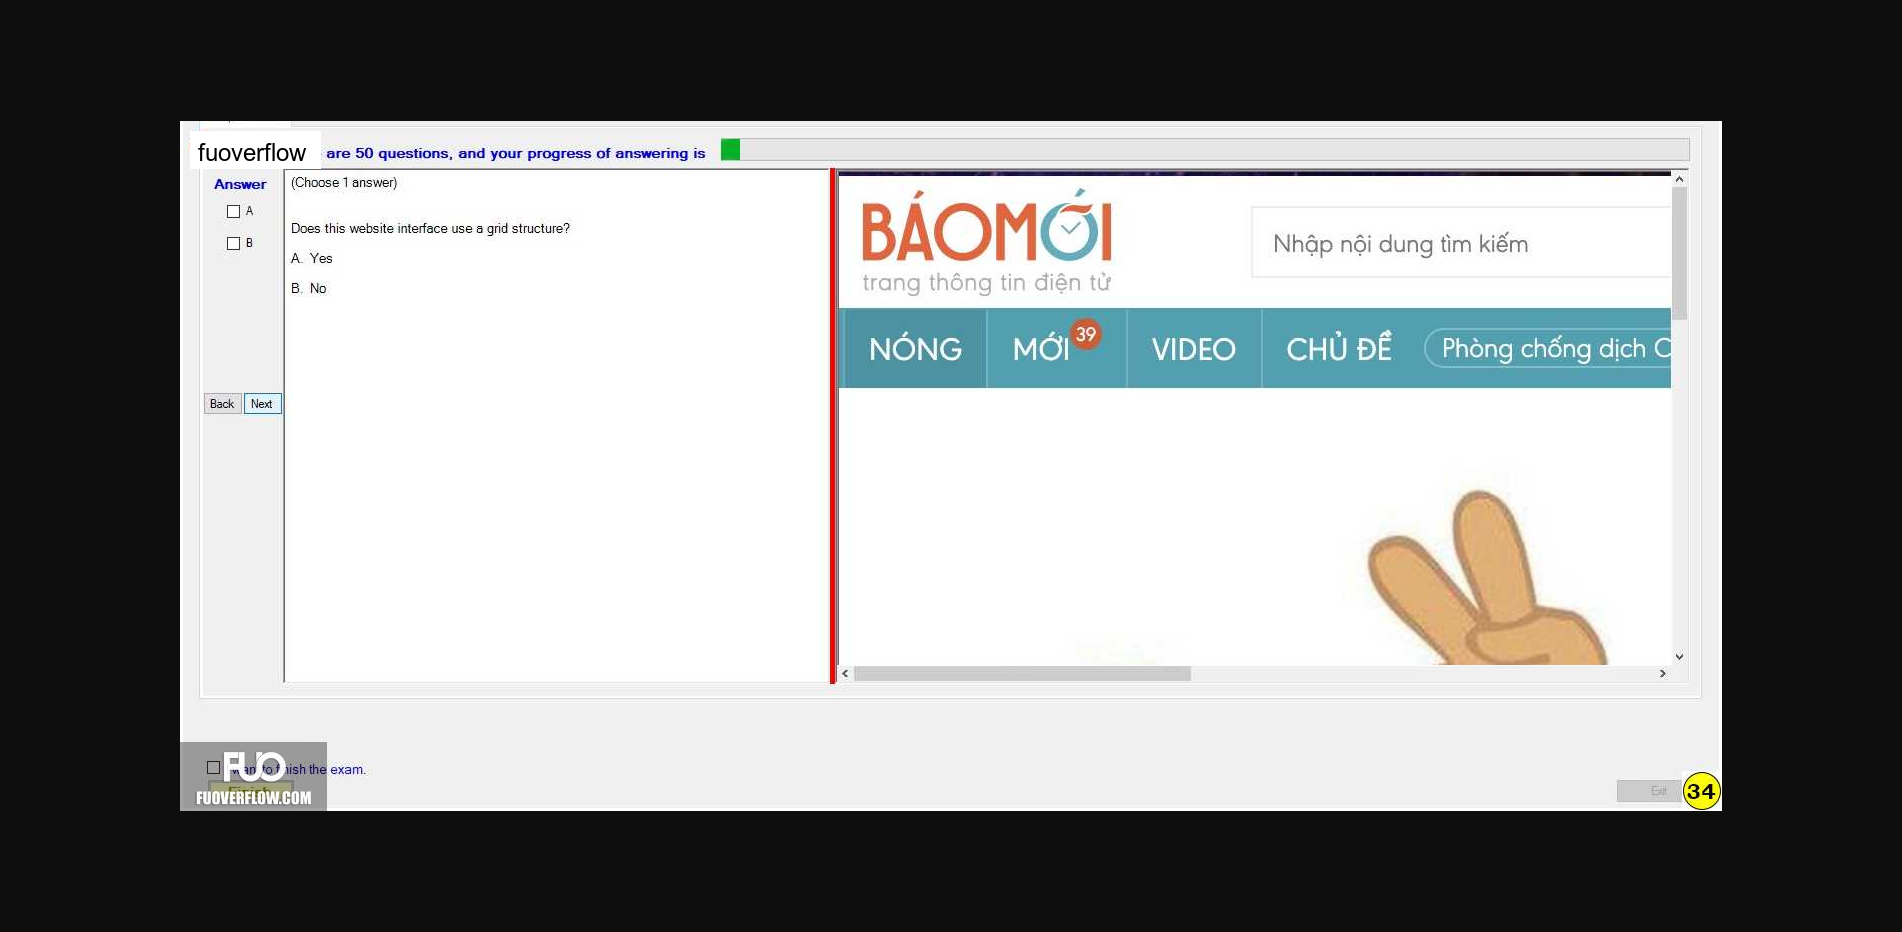 fuoverflow are 50 questions, and your progress of answering is
Answer
A
B
Back Next
(Choose 1 answer)
Does this website interface use a grid structure?
A. Yes
B. No
BÁOMỚI
trang thông tin điện tử
Nhập nội dung tìm kiếm
NÓNG MỚI 39 VIDEO CHỦ ĐỀ Phòng chống dịch C
want to finish the exam.
Finish
FUO
FUOVERFLOW.COM
Exit
34